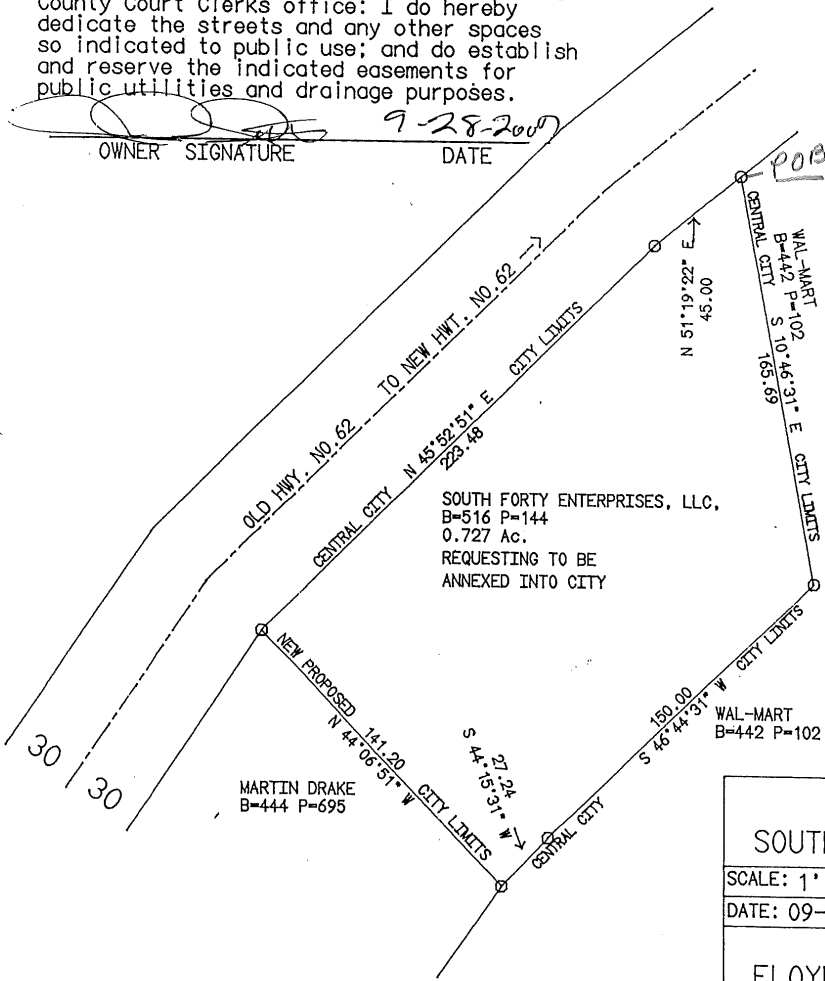 County Court Clerks office: I do hereby
dedicate the streets and any other spaces
so indicated to public use; and do establish
and reserve the indicated easements for
public utilities and drainage purposes.
9-28-2007
OWNER SIGNATURE
DATE
POB
CENTRAL CITY
WAL-MART
B=442 P=102
S 10°46'31" E
165.69
CITY LIMITS
N 51°19'22" E
45.00
OLD HWY. NO.62
TO NEW HWT. NO.62
CENTRAL CITY
N 45°52'51" E
223.48
CITY LIMITS
SOUTH FORTY ENTERPRISES, LLC,
B=516 P=144
0.727 Ac.
REQUESTING TO BE
ANNEXED INTO CITY
NEW PROPOSED
141.20
N 44°06'51" W
CITY LIMITS
27.24
S 44°15'31" W
150.00
S 46°44'31" W
CITY LINITS
CENTRAL CITY
WAL-MART
B=442 P=102
30
30
MARTIN DRAKE
B=444 P=695
SOUTH
SCALE: 1'
DATE: 09-